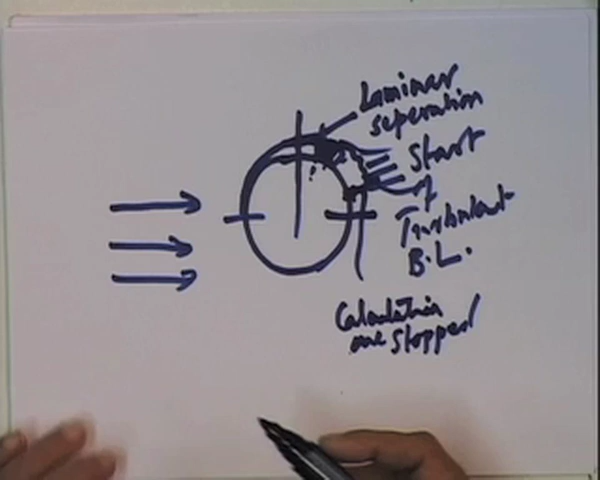 Laminar
seperation
Start
of
Turbulent
B.L.
Calculation
are stopped